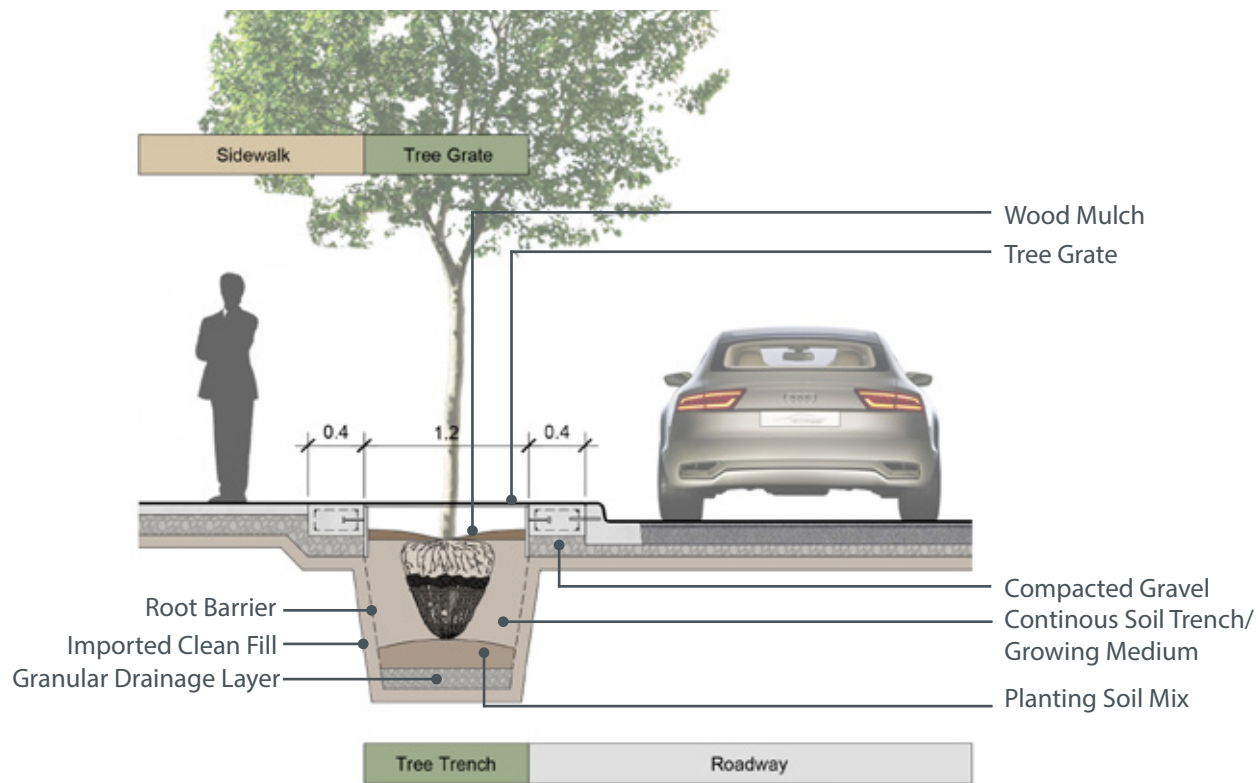 Sidewalk
Tree Grate
Wood Mulch
Tree Grate
0.4
1.2
0.4
Root Barrier
Imported Clean Fill
Granular Drainage Layer
Compacted Gravel
Continous Soil Trench/
Growing Medium
Planting Soil Mix
Tree Trench
Roadway